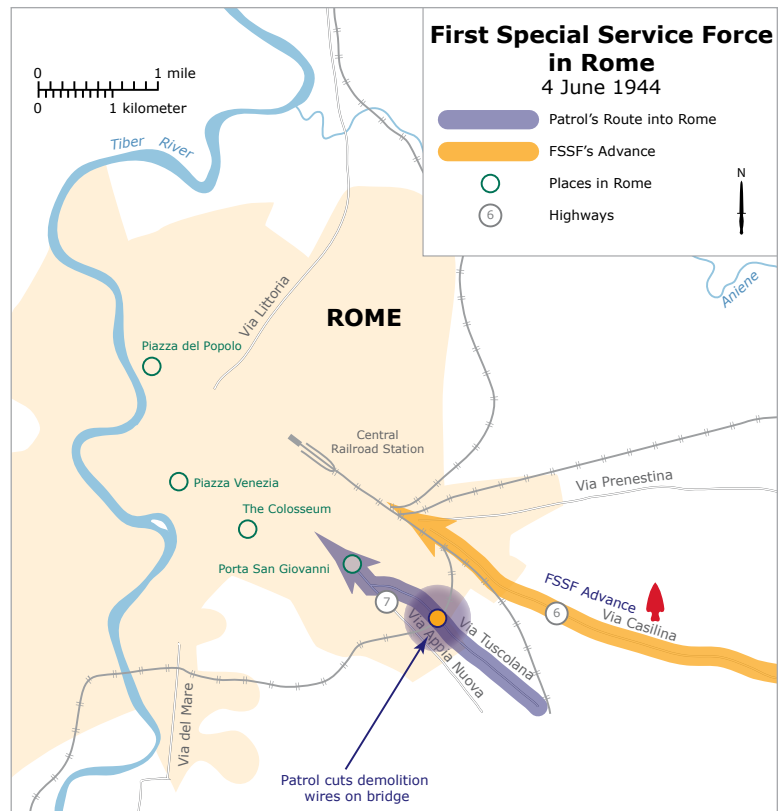 First Special Service Force
in Rome
4 June 1944
Patrol's Route into Rome
FSSF's Advance
Places in Rome
6
Highways
N
0
1 mile
0
1 kilometer
Tiber River
Aniene
Via Littoria
ROME
Piazza del Popolo
Central
Railroad Station
Via Prenestina
Piazza Venezia
The Colosseum
Porta San Giovanni
FSSF Advance
6
Via Casilina
7
Via Tuscolana
Via Appia Nuova
Via del Mare
Patrol cuts demolition
wires on bridge